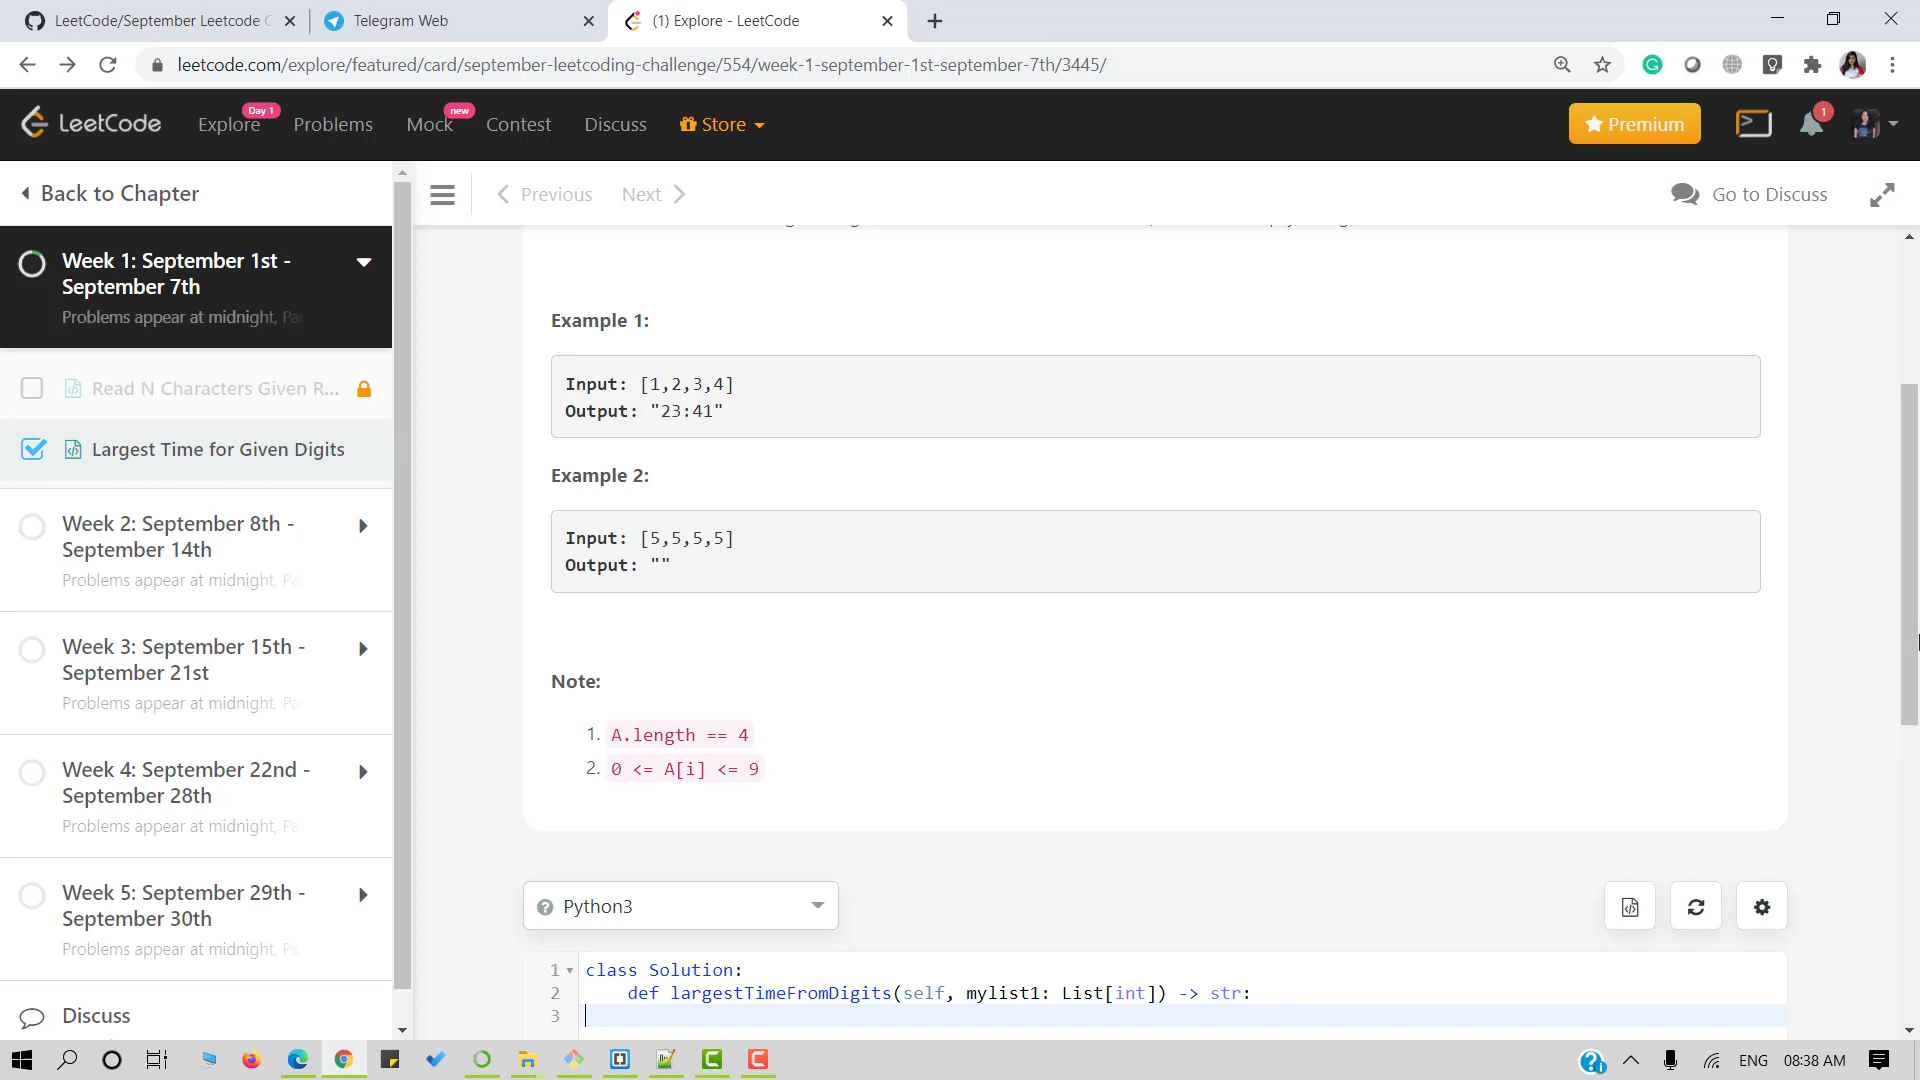 LeetCode/September Leetcode C
Telegram Web
(1) Explore - LeetCode
leetcode.com/explore/featured/card/september-leetcoding-challenge/554/week-1-september-1st-september-7th/3445/
LeetCode
Explore
Day 1
Problems
Mock
new
Contest
Discuss
Store
Premium
1
Back to Chapter
Previous
Next
Go to Discuss
Week 1: September 1st -
September 7th
Problems appear at midnight, Pa
Read N Characters Given R...
Largest Time for Given Digits
Week 2: September 8th -
September 14th
Problems appear at midnight, Pa
Week 3: September 15th -
September 21st
Problems appear at midnight, Pa
Week 4: September 22nd -
September 28th
Problems appear at midnight, Pa
Week 5: September 29th -
September 30th
Problems appear at midnight, Pa
Discuss
Example 1:
Input: [1,2,3,4]
Output: "23:41"
Example 2:
Input: [5,5,5,5]
Output: ""
Note:
1. A.length == 4
2. 0 <= A[i] <= 9
Python3
1 class Solution:
2 def largestTimeFromDigits(self, mylist1: List[int]) -> str:
3
ENG
08:38 AM